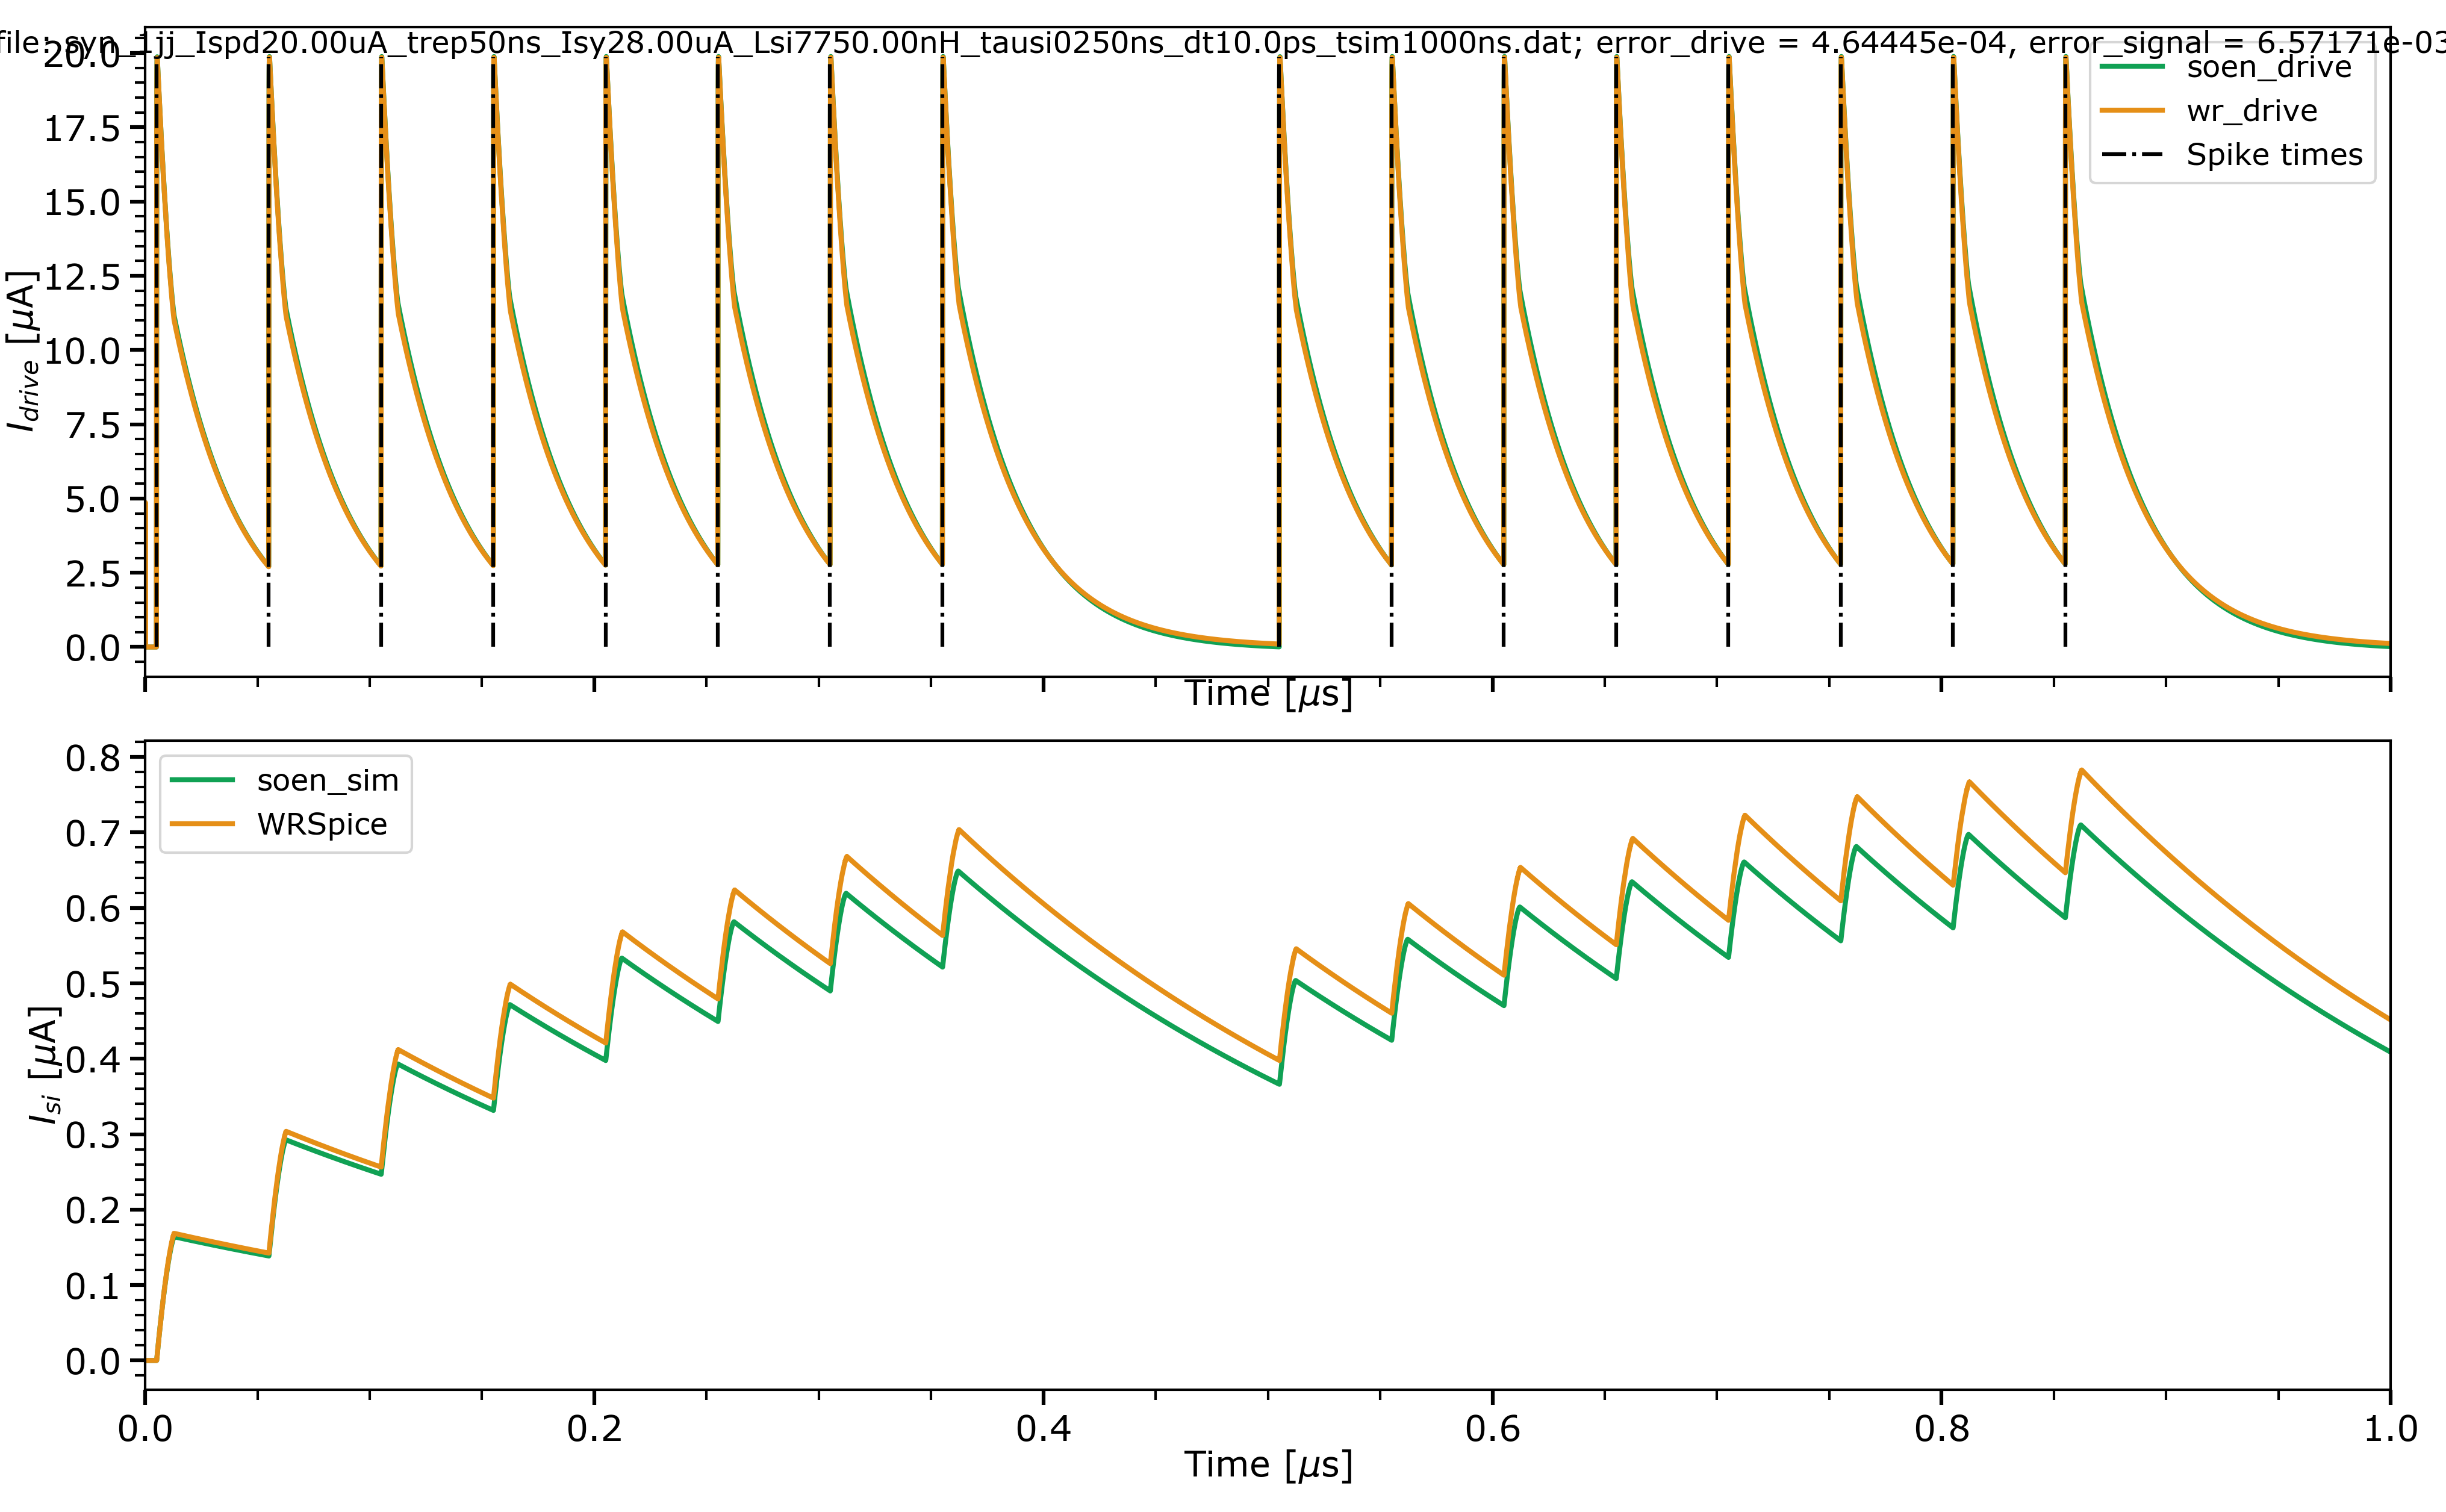 file: syn_1jj_Ispd20.00uA_trep50ns_Isy28.00uA_Lsi7750.00nH_tausi0250ns_dt10.0ps_tsim1000ns.dat; error_drive = 4.64445e-04, error_signal = 6.57171e-03
soen_drive
wr_drive
Spike times
20.0
17.5
15.0
12.5
10.0
7.5
5.0
2.5
0.0
I_drive [μA]
Time [μs]
soen_sim
WRSpice
0.8
0.7
0.6
0.5
0.4
0.3
0.2
0.1
0.0
I_si [μA]
0.0 0.2 0.4 0.6 0.8 1.0
Time [μs]